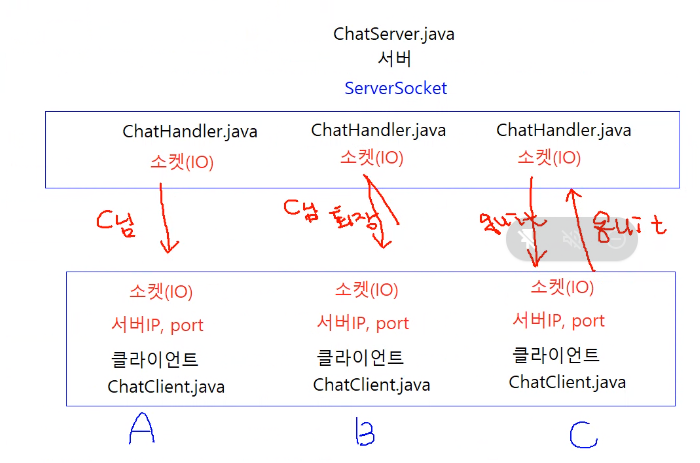 ChatServer.java
서버
ServerSocket
ChatHandler.java ChatHandler.java ChatHandler.java
소켓(IO) 소켓(IO) 소켓(IO)
C님 C님 퇴장 quit quit
소켓(IO) 소켓(IO) 소켓(IO)
서버IP, port 서버IP, port 서버IP, port
클라이언트 클라이언트 클라이언트
ChatClient.java ChatClient.java ChatClient.java
A B C